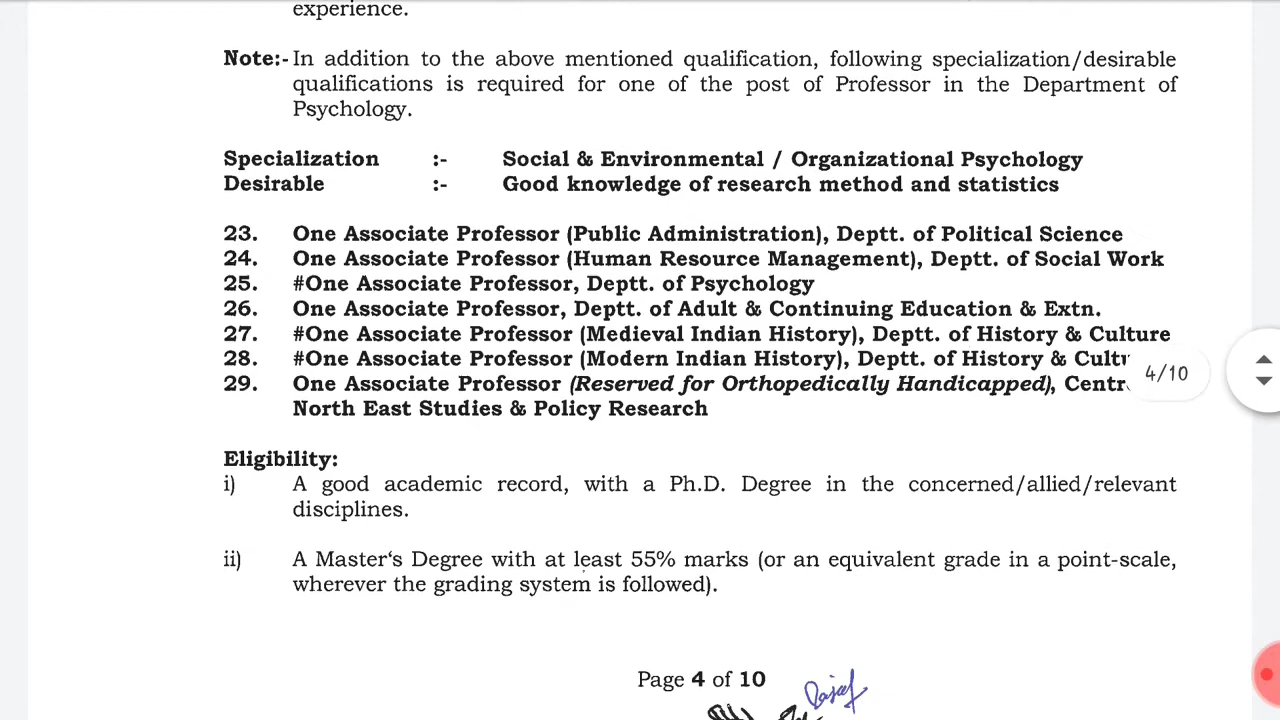 experience.
Note:- In addition to the above mentioned qualification, following specialization/desirable
qualifications is required for one of the post of Professor in the Department of
Psychology.
Specialization :- Social & Environmental / Organizational Psychology
Desirable :- Good knowledge of research method and statistics
23. One Associate Professor (Public Administration), Deptt. of Political Science
24. One Associate Professor (Human Resource Management), Deptt. of Social Work
25. #One Associate Professor, Deptt. of Psychology
26. One Associate Professor, Deptt. of Adult & Continuing Education & Extn.
27. #One Associate Professor (Medieval Indian History), Deptt. of History & Culture
28. #One Associate Professor (Modern Indian History), Deptt. of History &
29. One Associate Professor (Reserved for Orthopedically Handicapped),
North East Studies & Policy Research
4/10
Eligibility:
i) A good academic record, with a Ph.D. Degree in the concerned/allied/relevant
disciplines.
ii) A Master‘s Degree with at least 55% marks (or an equivalent grade in a point-scale,
wherever the grading system is followed).
Page 4 of 10